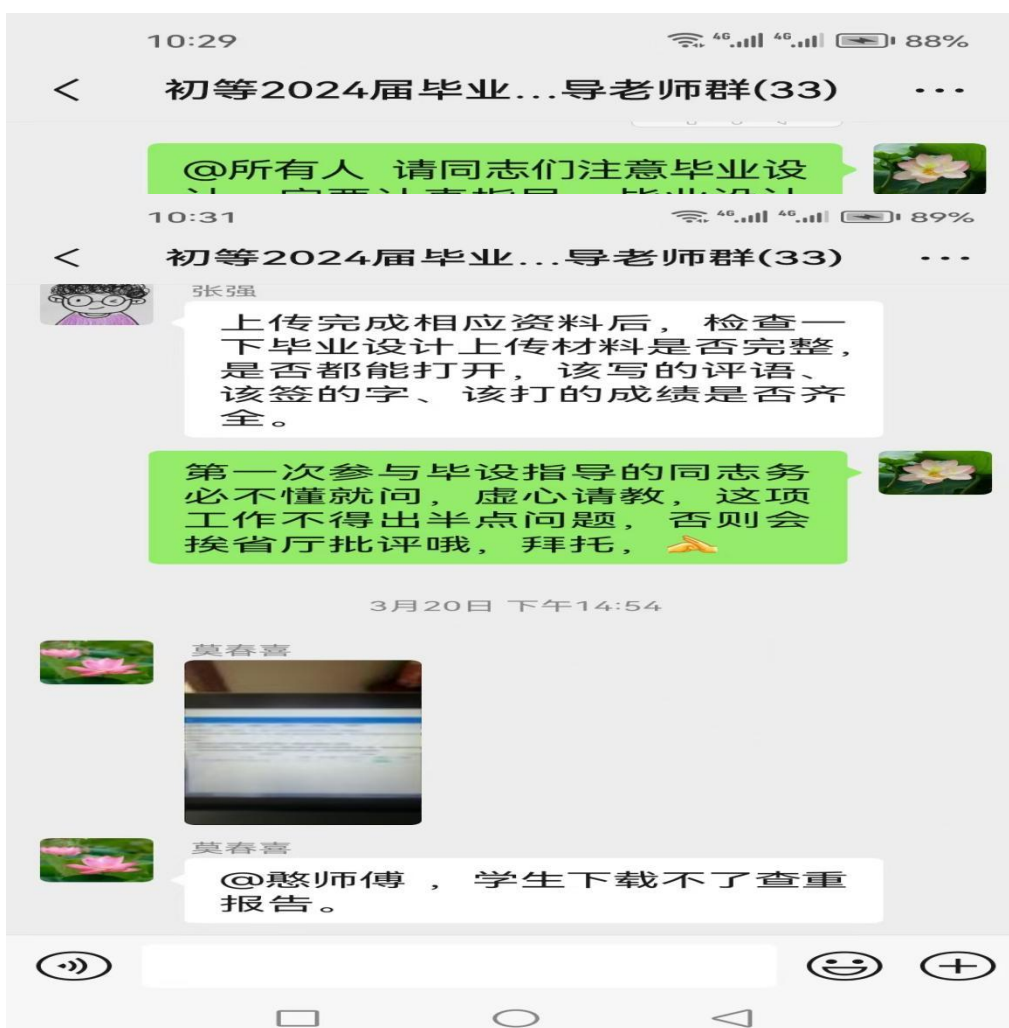 10:29
4G 4G 88%
初等2024届毕业...导老师群(33)
@所有人 请同志们注意毕业设
10:31
4G 4G 89%
初等2024届毕业...导老师群(33)
张强
上传完成相应资料后，检查一
下毕业设计上传材料是否完整，
是否都能打开，该写的评语、
该签的字、该打的成绩是否齐
全。
第一次参与毕设指导的同志务
必不懂就问，虚心请教，这项
工作不得出半点问题，否则会
挨省厅批评哦，拜托，
3月20日 下午14:54
莫春喜
莫春喜
@憨师傅 ，学生下载不了查重
报告。